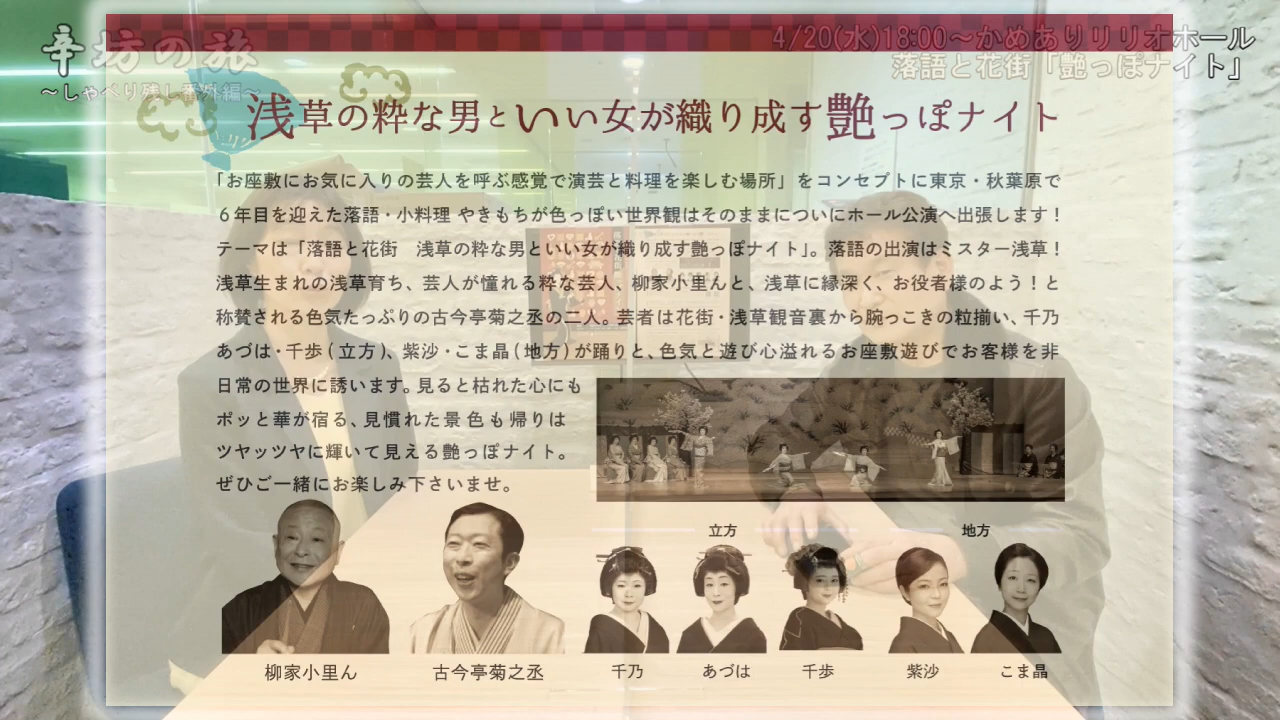 辛坊の旅
～しゃべり残し番外編～
4/20(水)18:00～かめありリリオホール
落語と花街「艶っぽナイト」
浅草の粋な男といい女が織り成す艶っぽナイト
「お座敷にお気に入りの芸人を呼ぶ感覚で演芸と料理を楽しむ場所」をコンセプトに東京・秋葉原で
６年目を迎えた落語・小料理 やきもちが色っぽい世界観はそのままについにホール公演へ出張します！
テーマは「落語と花街　浅草の粋な男といい女が織り成す艶っぽナイト」。落語の出演はミスター浅草！
浅草生まれの浅草育ち、芸人が憧れる粋な芸人、柳家小里んと、浅草に縁深く、お役者様のよう！と
称賛される色気たっぷりの古今亭菊之丞の二人。芸者は花街・浅草観音裏から腕っこきの粒揃い、千乃
あづは・千歩(立方)、紫沙・こま晶(地方)が踊りと、色気と遊び心溢れるお座敷遊びでお客様を非
日常の世界に誘います。見ると枯れた心にも
ポッと華が宿る、見慣れた景色も帰りは
ツヤッツヤに輝いて見える艶っぽナイト。
ぜひご一緒にお楽しみ下さいませ。
立方
地方
柳家小里ん
古今亭菊之丞
千乃
あづは
千歩
紫沙
こま晶